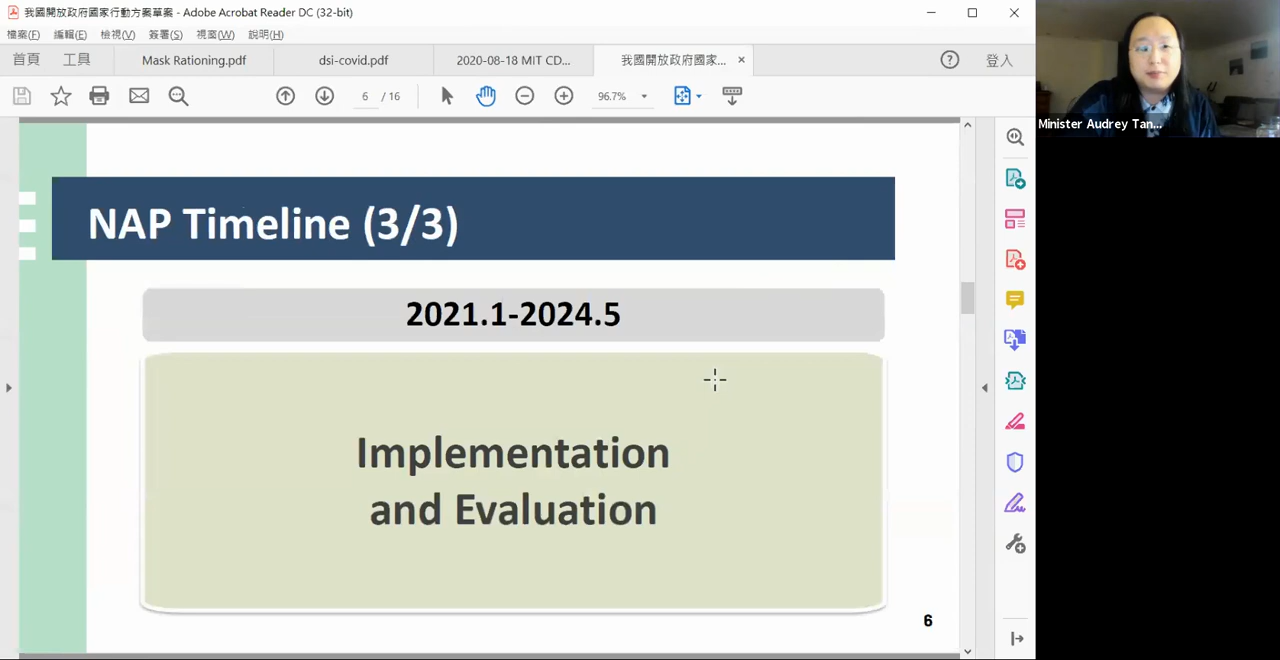 我國開放政府國家行動方案草案 - Adobe Acrobat Reader DC (32-bit)
檔案(F) 編輯(E) 檢視(V) 簽署(S) 視窗(W) 說明(H)
首頁 工具 Mask Rationing.pdf dsi-covid.pdf 2020-08-18 MIT CD... 我國開放政府國家... × 登入
6 / 16 96.7%
Minister Audrey Tan...
NAP Timeline (3/3)
2021.1-2024.5
Implementation
and Evaluation
6